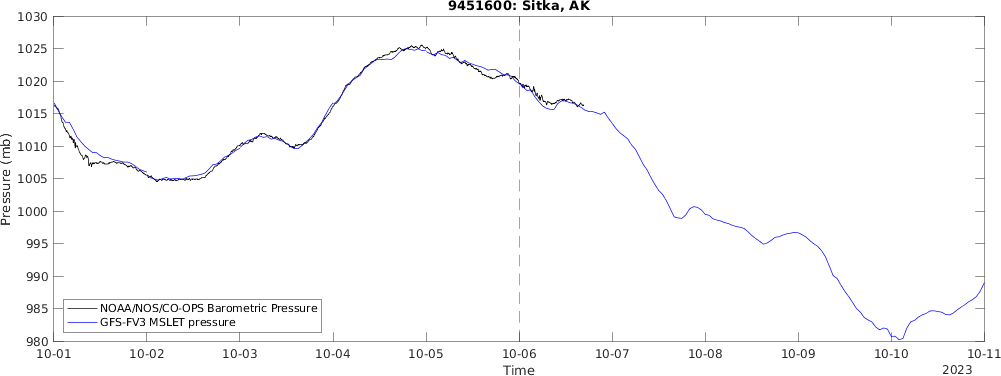 9451600: Sitka, AK
1030
1025
1020
1015
1010
1005
1000
995
990
985
980
Pressure (mb)
NOAA/NOS/CO-OPS Barometric Pressure
GFS-FV3 MSLET pressure
10-01 10-02 10-03 10-04 10-05 10-06 10-07 10-08 10-09 10-10 10-11
Time
2023